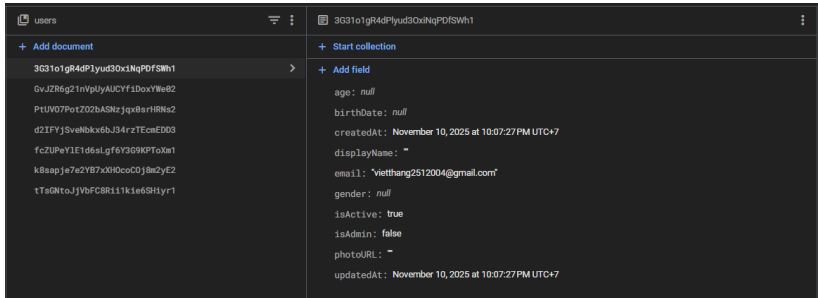 users
3G31o1gR4dPlyud3OxiNqPDfSWh1
+ Add document
+ Start collection
3G31o1gR4dPlyud3OxiNqPDfSWh1
GvJZR6g21nVpUyAUCYfiDoxYWe02
PtUVO7PotZO2bASNzjqx0srHRNs2
d2IFYjSveNbkx6bJ34rzTEcmEDD3
fcZUPeYlE1d6sLgf6Y3G9KPToXm1
k8sapje7e2YB7xXHOcoCOj8m2yE2
tTsGNtoJjVbFC8Rii1kie6SHiyr1
+ Add field
age: null
birthDate: null
createdAt: November 10, 2025 at 10:07:27 PM UTC+7
displayName: ""
email: "vietthang2512004@gmail.com"
gender: null
isActive: true
isAdmin: false
photoURL: ""
updatedAt: November 10, 2025 at 10:07:27 PM UTC+7